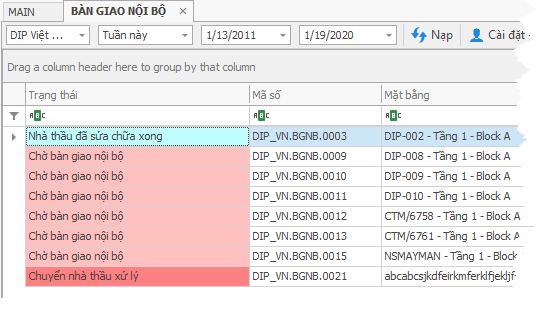 MAIN BÀN GIAO NỘI BỘ ×
DIP Việt ... Tuần này 1/13/2011 1/19/2020 Nạp Cài đặt
Drag a column header here to group by that column
Trạng thái Mã số Mặt bằng
ABC ABC ABC
Nhà thầu đã sửa chữa xong DIP_VN.BGNB.0003 DIP-002 - Tầng 1 - Block A
Chờ bàn giao nội bộ DIP_VN.BGNB.0009 DIP-008 - Tầng 1 - Block A
Chờ bàn giao nội bộ DIP_VN.BGNB.0010 DIP-009 - Tầng 1 - Block A
Chờ bàn giao nội bộ DIP_VN.BGNB.0011 DIP-010 - Tầng 1 - Block A
Chờ bàn giao nội bộ DIP_VN.BGNB.0012 CTM/6758 - Tầng 1 - Block A
Chờ bàn giao nội bộ DIP_VN.BGNB.0013 CTM/6761 - Tầng 1 - Block A
Chờ bàn giao nội bộ DIP_VN.BGNB.0015 NSMAYMAN - Tầng 1 - Block A
Chuyển nhà thầu xử lý DIP_VN.BGNB.0021